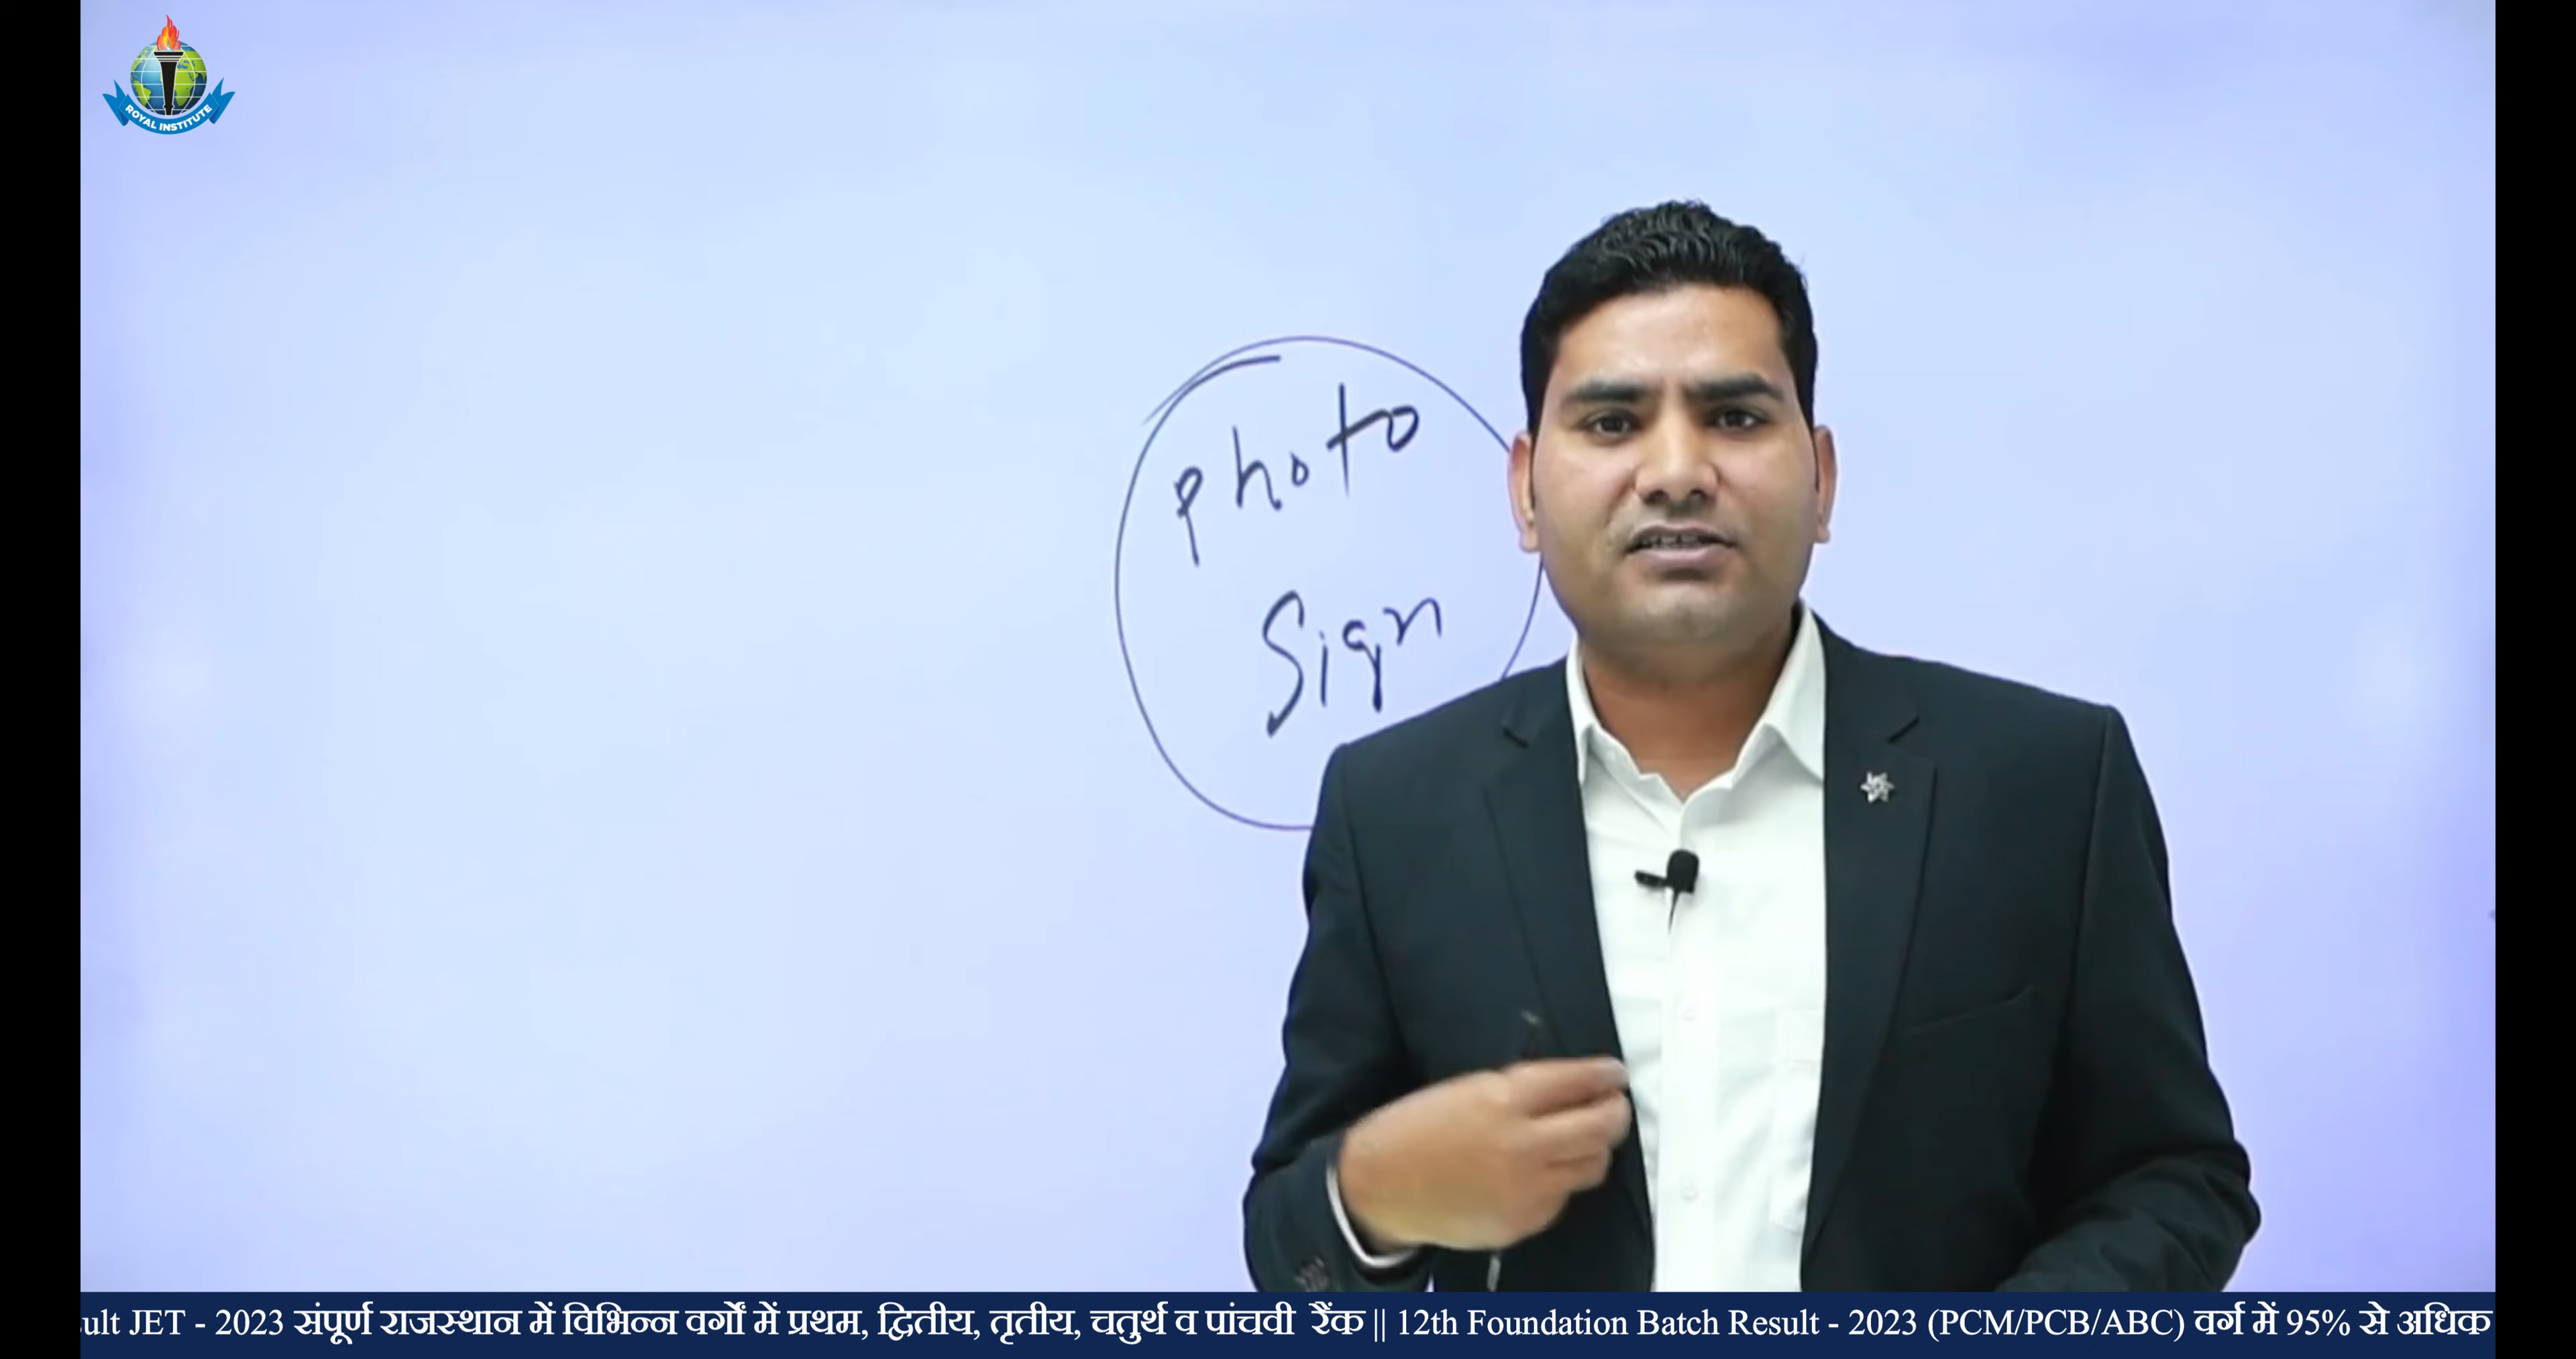 ROYAL INSTITUTE
Photo
Sign
ult JET - 2023 संपूर्ण राजस्थान में विभिन्न वर्गों में प्रथम, द्वितीय, तृतीय, चतुर्थ व पांचवी रैंक || 12th Foundation Batch Result - 2023 (PCM/PCB/ABC) वर्ग में 95% से अधिक